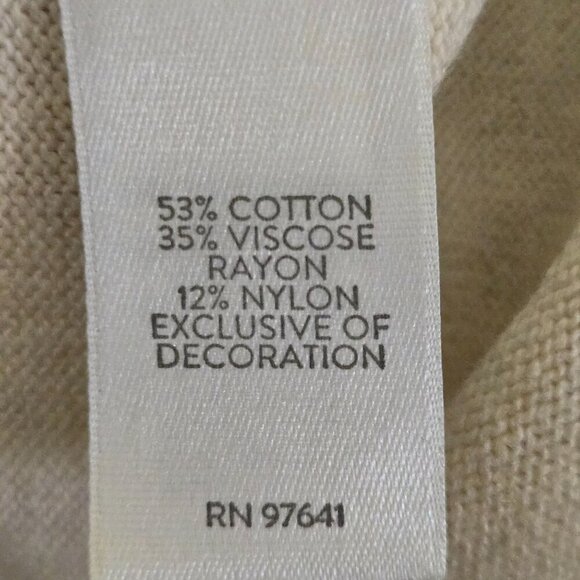 53% COTTON
35% VISCOSE
RAYON
12% NYLON
EXCLUSIVE OF
DECORATION
RN 97641